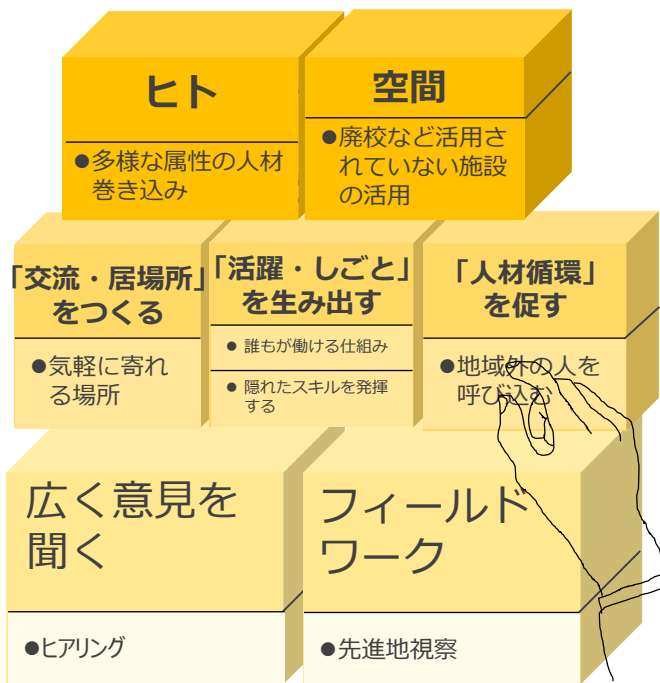 ヒト
●多様な属性の人材
巻き込み
空間
●廃校など活用さ
れていない施設
の活用
「交流・居場所」
をつくる
●気軽に寄れ
る場所
「活躍・しごと」
を生み出す
● 誰もが働ける仕組み
● 隠れたスキルを発揮
する
「人材循環」
を促す
●地域外の人を
呼び込む
広く意見を
聞く
●ヒアリング
フィールド
ワーク
●先進地視察